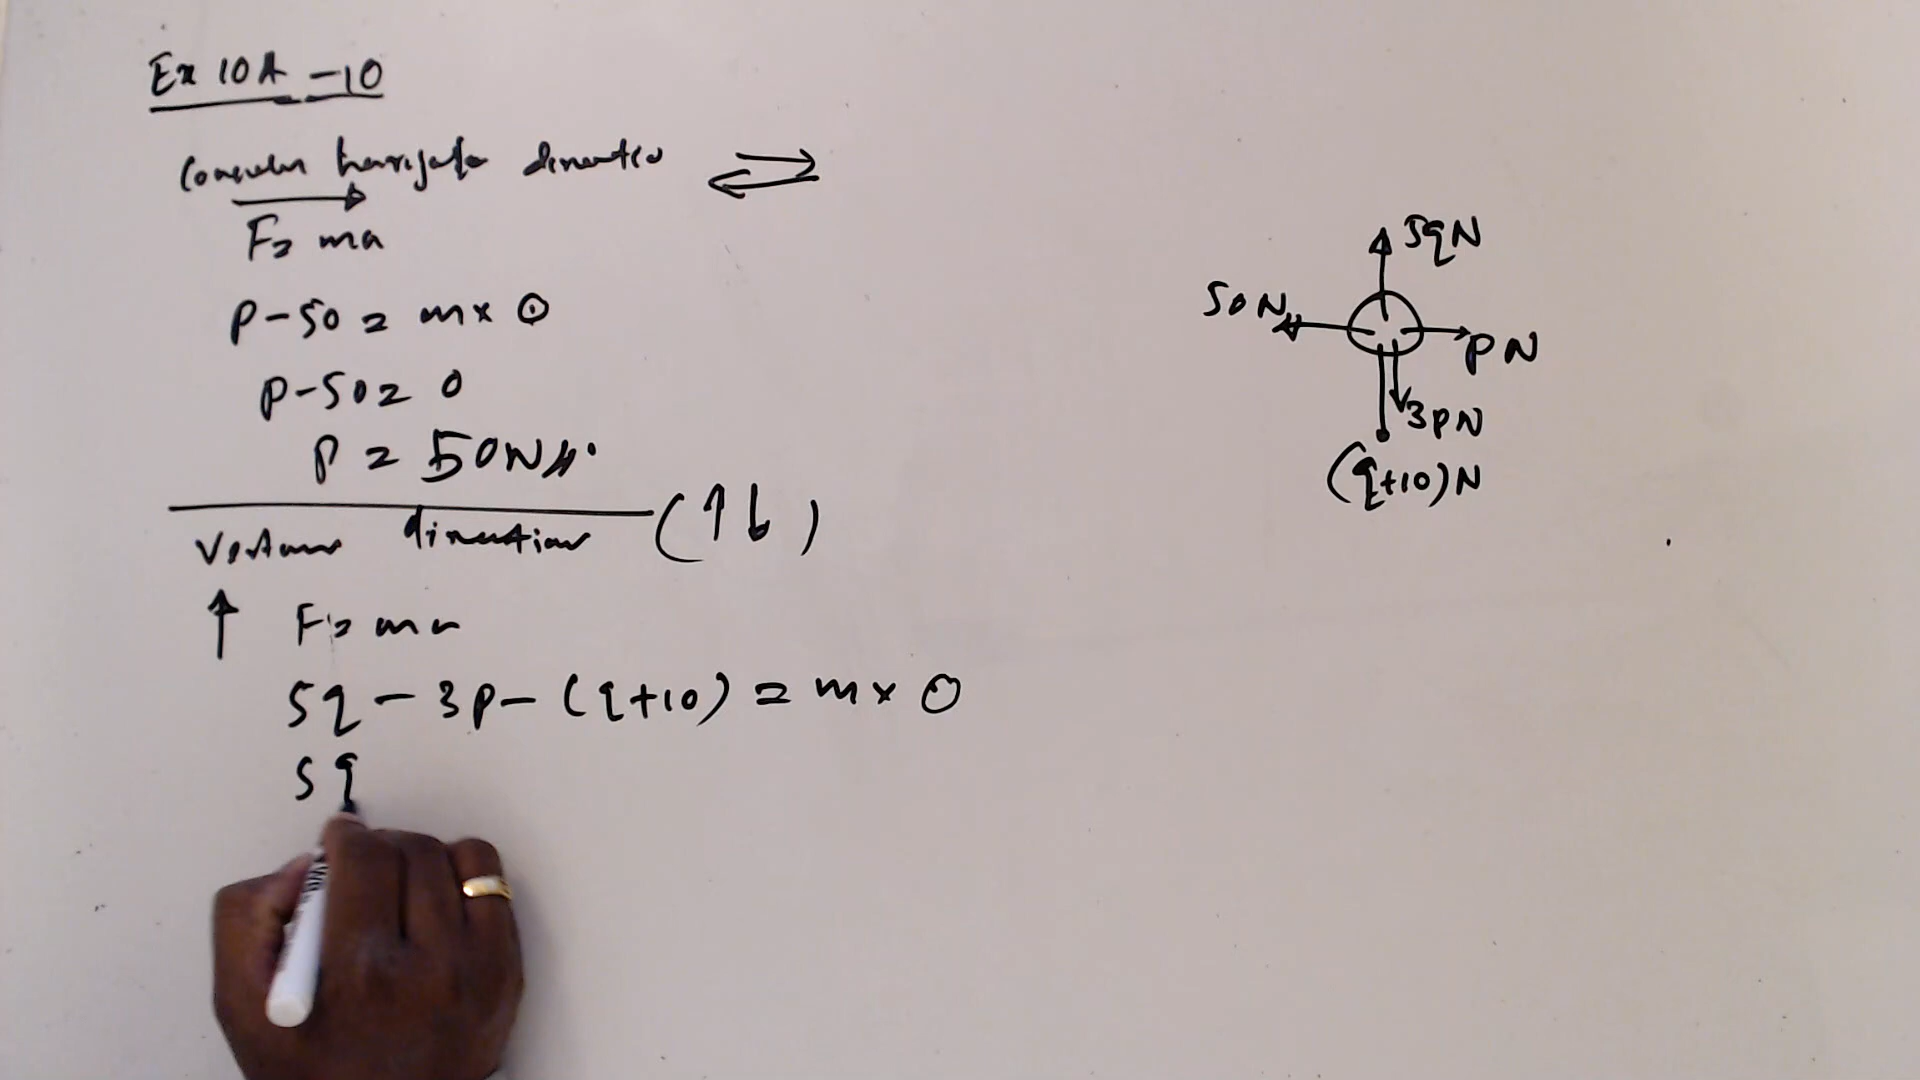 Ex 10A - 10
Consider horizontal direction
F = ma
P - 50 = m x 0
P - 50 = 0
P = 50N //.
Vertical direction (↑↓)
↑ F = ma
5q - 3P - (q+10) = m x 0
5q
5qN
50N
PN
3PN
(q+10)N